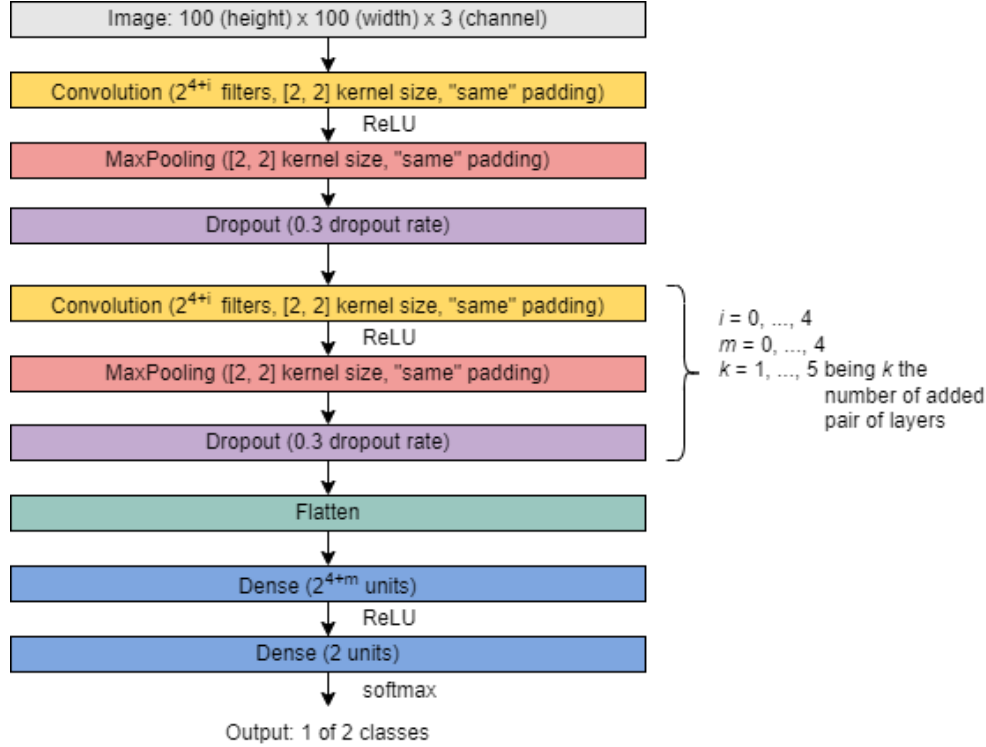 Image: 100 (height) x 100 (width) x 3 (channel)
Convolution (2^{4+i} filters, [2, 2] kernel size, "same" padding)
ReLU
MaxPooling ([2, 2] kernel size, "same" padding)
Dropout (0.3 dropout rate)
Convolution (2^{4+i} filters, [2, 2] kernel size, "same" padding)
ReLU
MaxPooling ([2, 2] kernel size, "same" padding)
Dropout (0.3 dropout rate)
i = 0, ..., 4
m = 0, ..., 4
k = 1, ..., 5 being k the
number of added
pair of layers
Flatten
Dense (2^{4+m} units)
ReLU
Dense (2 units)
softmax
Output: 1 of 2 classes